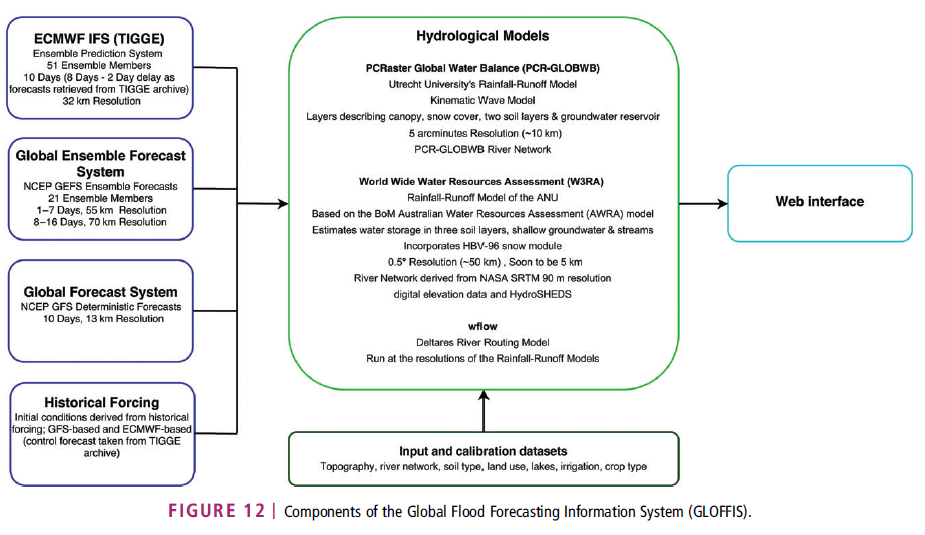 ECMWF IFS (TIGGE)
Ensemble Prediction System
51 Ensemble Members
10 Days (8 Days - 2 Day delay as
forecasts retrieved from TIGGE archive)
32 km Resolution
Global Ensemble Forecast
System
NCEP GEFS Ensemble Forecasts
21 Ensemble Members
1–7 Days, 55 km Resolution
8–16 Days, 70 km Resolution
Global Forecast System
NCEP GFS Deterministic Forecasts
10 Days, 13 km Resolution
Historical Forcing
Initial conditions derived from historical
forcing; GFS-based and ECMWF-based
(control forecast taken from TIGGE
archive)
Hydrological Models
PCRaster Global Water Balance (PCR-GLOBWB)
Utrecht University's Rainfall-Runoff Model
Kinematic Wave Model
Layers describing canopy, snow cover, two soil layers & groundwater reservoir
5 arcminutes Resolution (~10 km)
PCR-GLOBWB River Network
World Wide Water Resources Assessment (W3RA)
Rainfall-Runoff Model of the ANU
Based on the BoM Australian Water Resources Assessment (AWRA) model
Estimates water storage in three soil layers, shallow groundwater & streams
Incorporates HBV-96 snow module
0.5° Resolution (~50 km) , Soon to be 5 km
River Network derived from NASA SRTM 90 m resolution
digital elevation data and HydroSHEDS
wflow
Deltares River Routing Model
Run at the resolutions of the Rainfall-Runoff Models
Web interface
Input and calibration datasets
Topography, river network, soil type, land use, lakes, irrigation, crop type
FIGURE 12 | Components of the Global Flood Forecasting Information System (GLOFFIS).